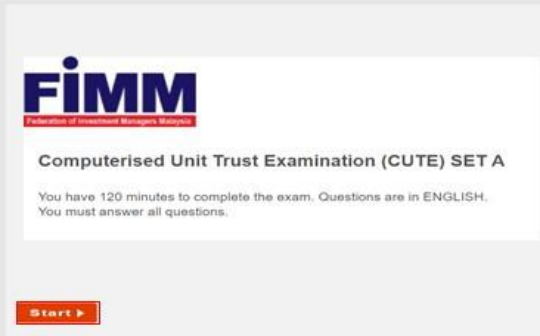 FiMM
Federation of Investment Managers Malaysia
Computerised Unit Trust Examination (CUTE) SET A
You have 120 minutes to complete the exam. Questions are in ENGLISH.
You must answer all questions.
Start